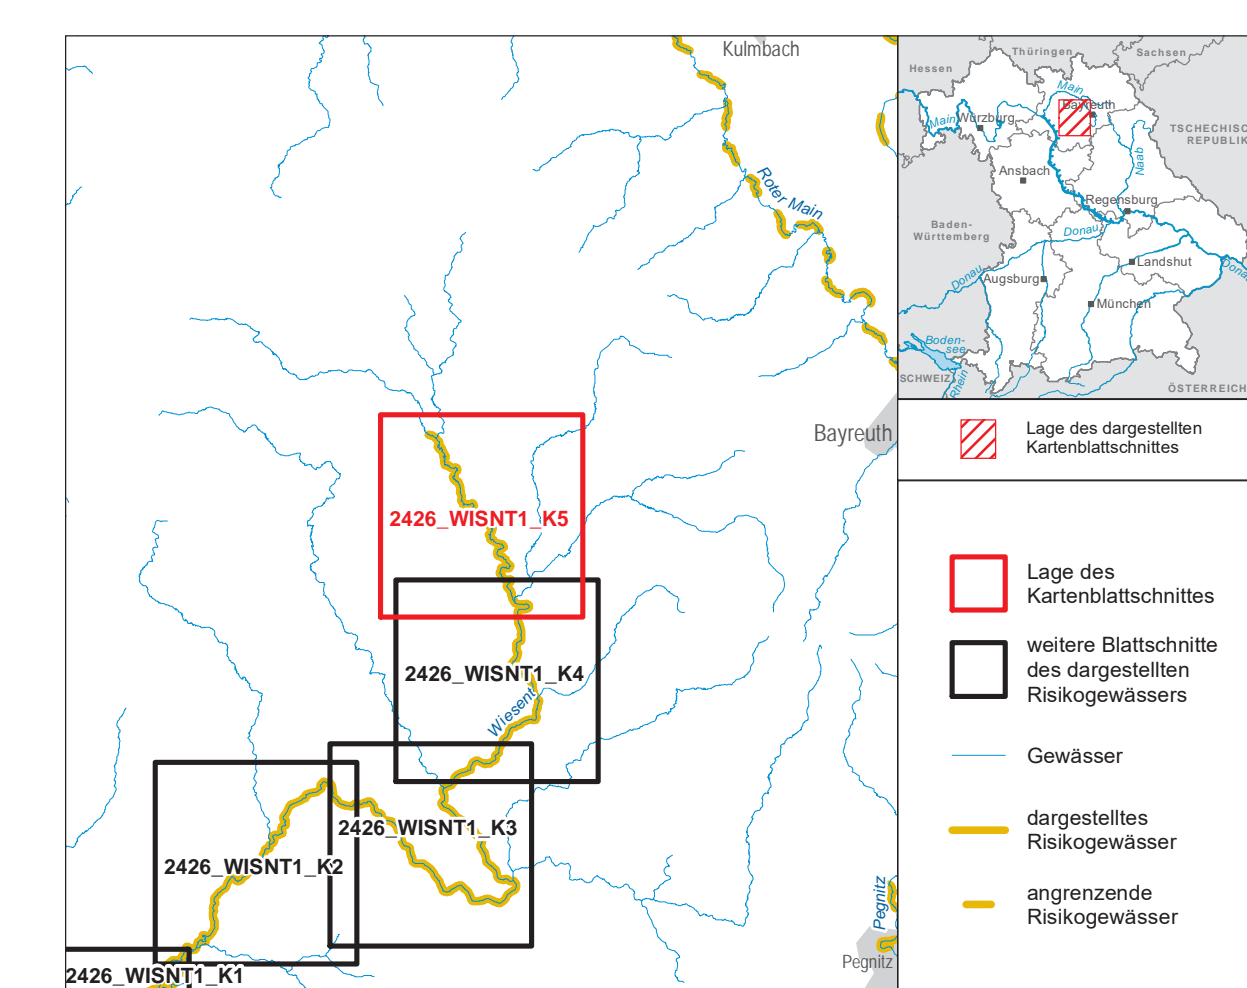 Kulmbach
Roter Main
Bayreuth
2426_WISNT1_K5
2426_WISNT1_K4
Wiesent
2426_WISNT1_K3
2426_WISNT1_K2
2426_WISNT1_K1
Pegnitz
Pegnitz
Thüringen
Sachsen
Hessen
Main
Bayreuth
Main
Würzburg
TSCHECHISC
REPUBLIK
Naab
Ansbach
Regensburg
Baden-
Württemberg
Donau
Donau
Landshut
Augsburg
Dona
München
Boden-
see
SCHWEIZ
Rhein
ÖSTERREICH
Lage des dargestellten
Kartenblattschnittes
Lage des
Kartenblattschnittes
weitere Blattschnitte
des dargestellten
Risikogewässers
Gewässer
dargestelltes
Risikogewässer
angrenzende
Risikogewässer